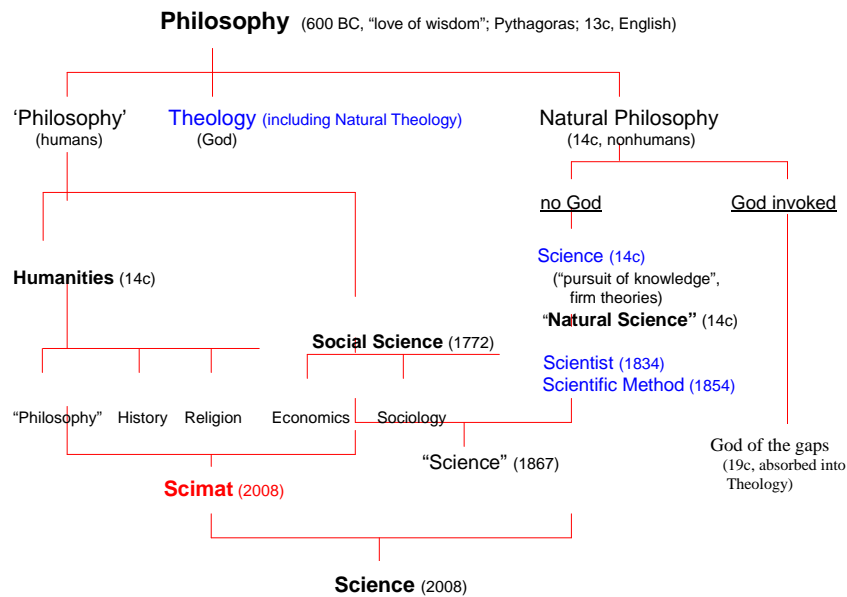 Philosophy (600 BC, “love of wisdom”; Pythagoras; 13c, English)
‘Philosophy’
(humans)
Theology (including Natural Theology)
(God)
Natural Philosophy
(14c, nonhumans)
no God
God invoked
Science (14c)
(“pursuit of knowledge”,
firm theories)
“Natural Science” (14c)
Humanities (14c)
Social Science (1772)
Scientist (1834)
Scientific Method (1854)
“Philosophy”
History
Religion
Economics
Sociology
“Science” (1867)
God of the gaps
(19c, absorbed into
Theology)
Scimat (2008)
Science (2008)